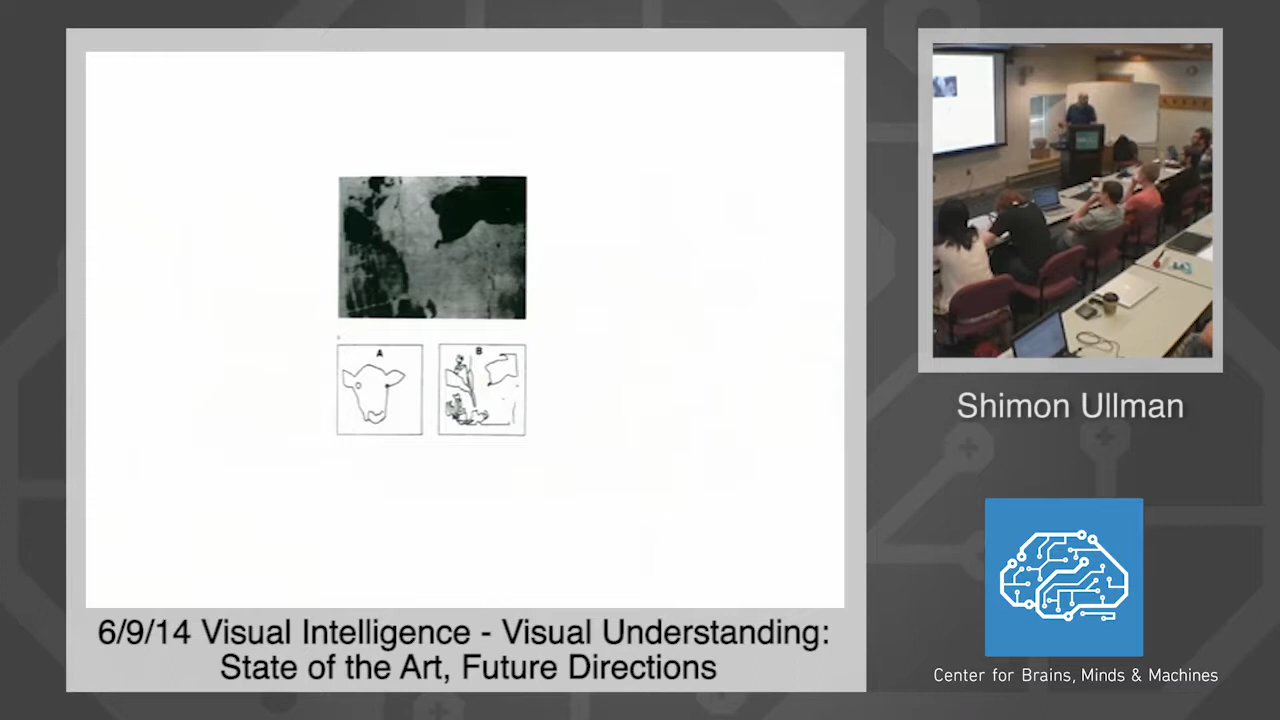 A
B
6/9/14 Visual Intelligence - Visual Understanding:
State of the Art, Future Directions
Shimon Ullman
Center for Brains, Minds & Machines